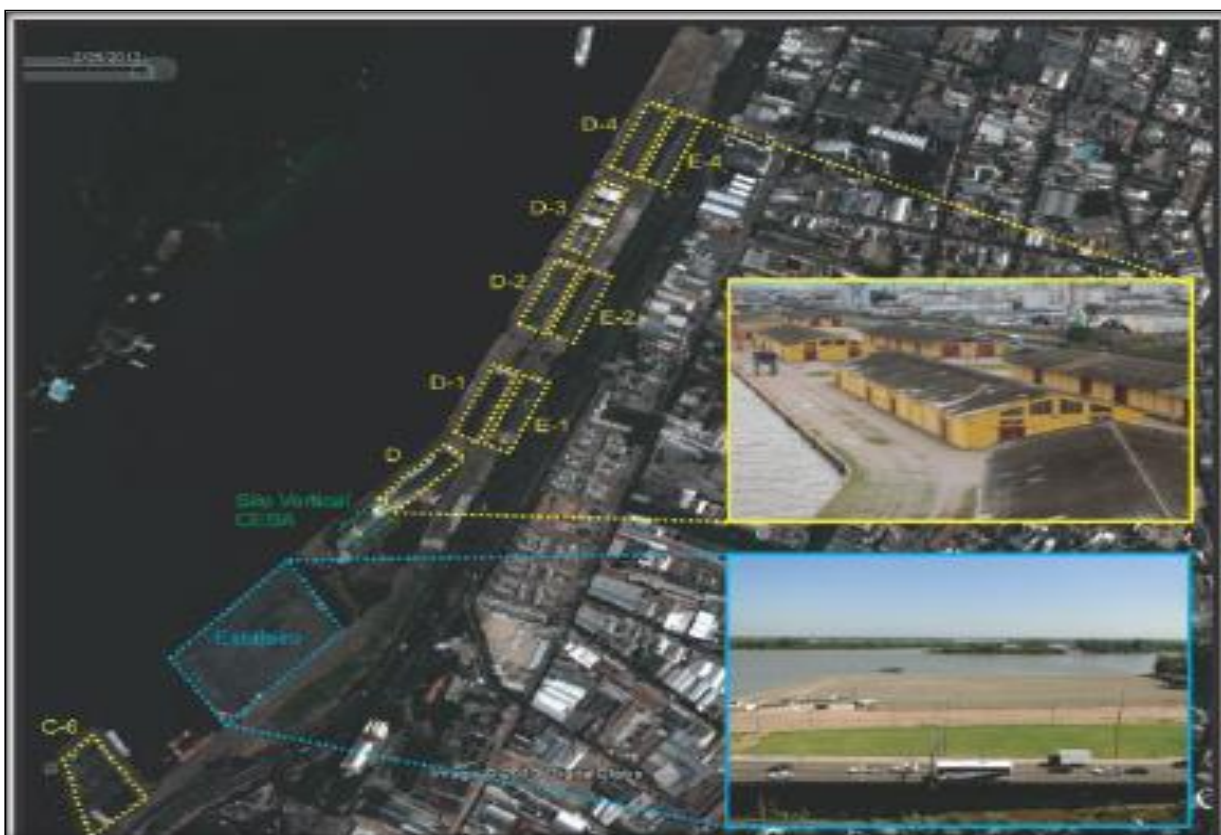 D-4
E-4
D-3
D-2
E-2
D-1
E-1
D
Silo Vertical
CESA
Estaleiro
C-6